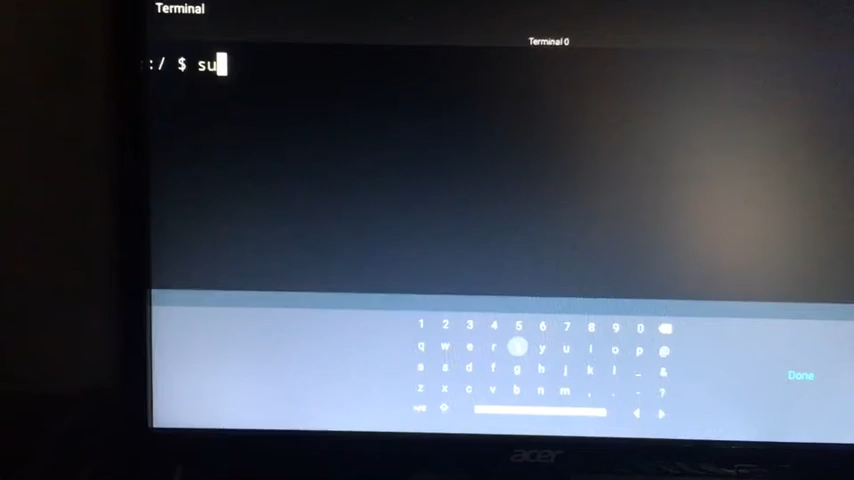 Terminal
Terminal 0
:/ $ su
1 2 3 4 5 6 7 8 9 0
q w e r y u i o p @
a s d f g h j k l _ &
z x c v b n m , . - ?
Done
acer